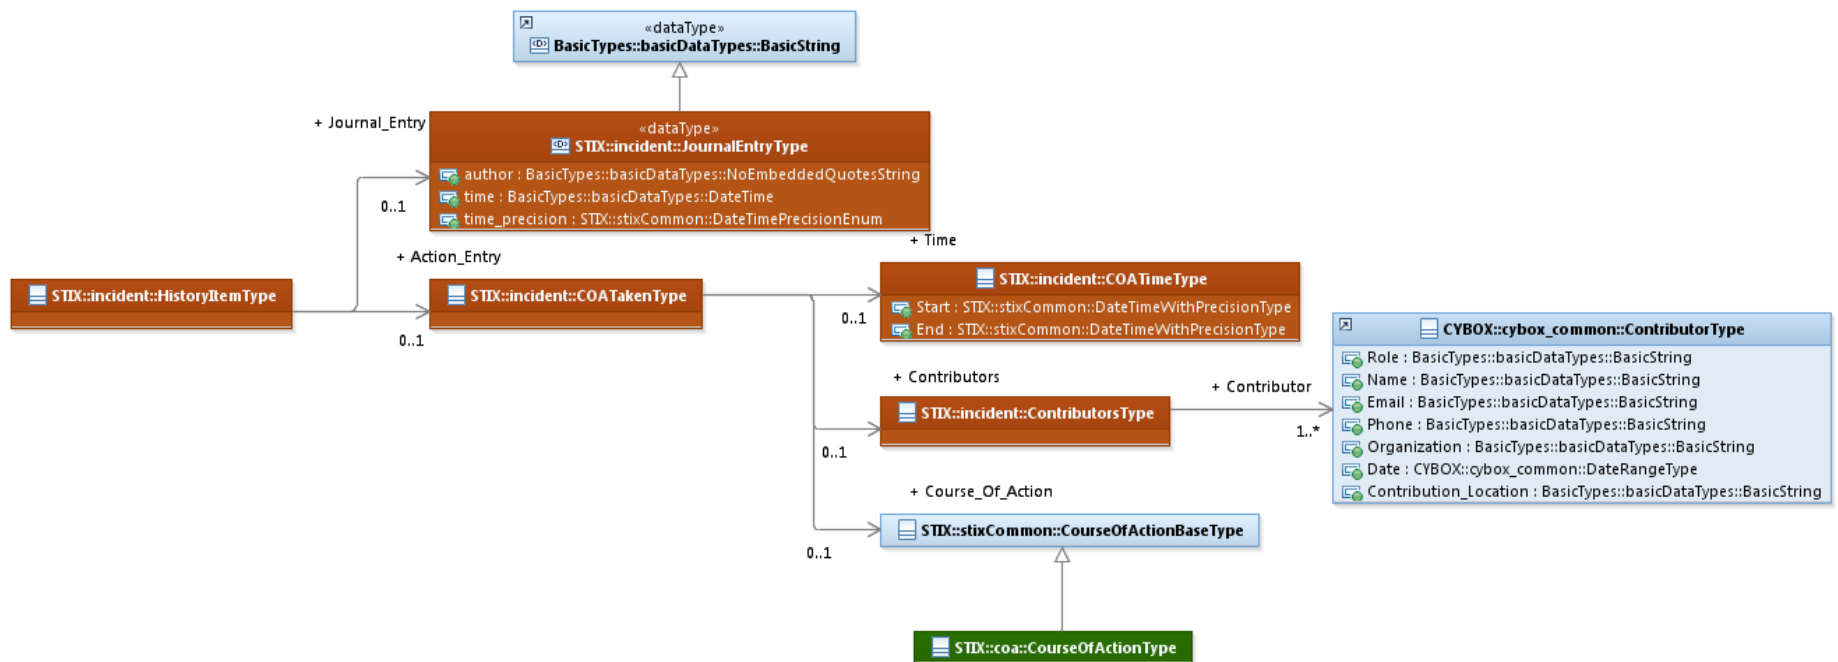 «dataType»
BasicTypes::basicDataTypes::BasicString
+ Journal_Entry
«dataType»
STIX::incident::JournalEntryType
author : BasicTypes::basicDataTypes::NoEmbeddedQuotesString
time : BasicTypes::basicDataTypes::DateTime
time_precision : STIX::stixCommon::DateTimePrecisionEnum
0..1
+ Action_Entry
STIX::incident::HistoryItemType
STIX::incident::COATakenType
0..1
+ Time
STIX::incident::COATimeType
Start : STIX::stixCommon::DateTimeWithPrecisionType
End : STIX::stixCommon::DateTimeWithPrecisionType
0..1
+ Contributors
STIX::incident::ContributorsType
0..1
+ Contributor
1..*
CYBOX::cybox_common::ContributorType
Role : BasicTypes::basicDataTypes::BasicString
Name : BasicTypes::basicDataTypes::BasicString
Email : BasicTypes::basicDataTypes::BasicString
Phone : BasicTypes::basicDataTypes::BasicString
Organization : BasicTypes::basicDataTypes::BasicString
Date : CYBOX::cybox_common::DateRangeType
Contribution_Location : BasicTypes::basicDataTypes::BasicString
+ Course_Of_Action
STIX::stixCommon::CourseOfActionBaseType
0..1
STIX::coa::CourseOfActionType